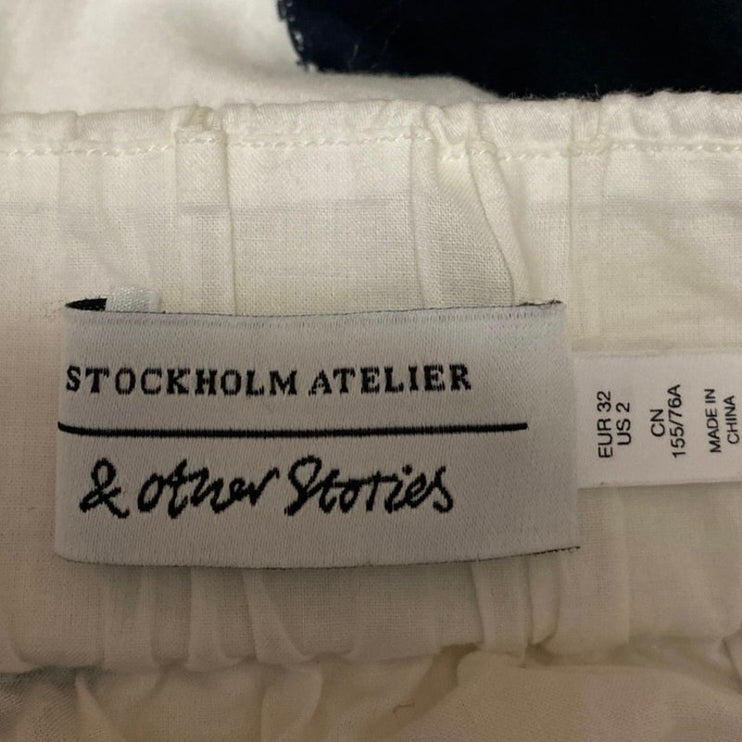 STOCKHOLM ATELIER
& other Stories
EUR 32
US 2
CN
155/76A
MADE IN
CHINA